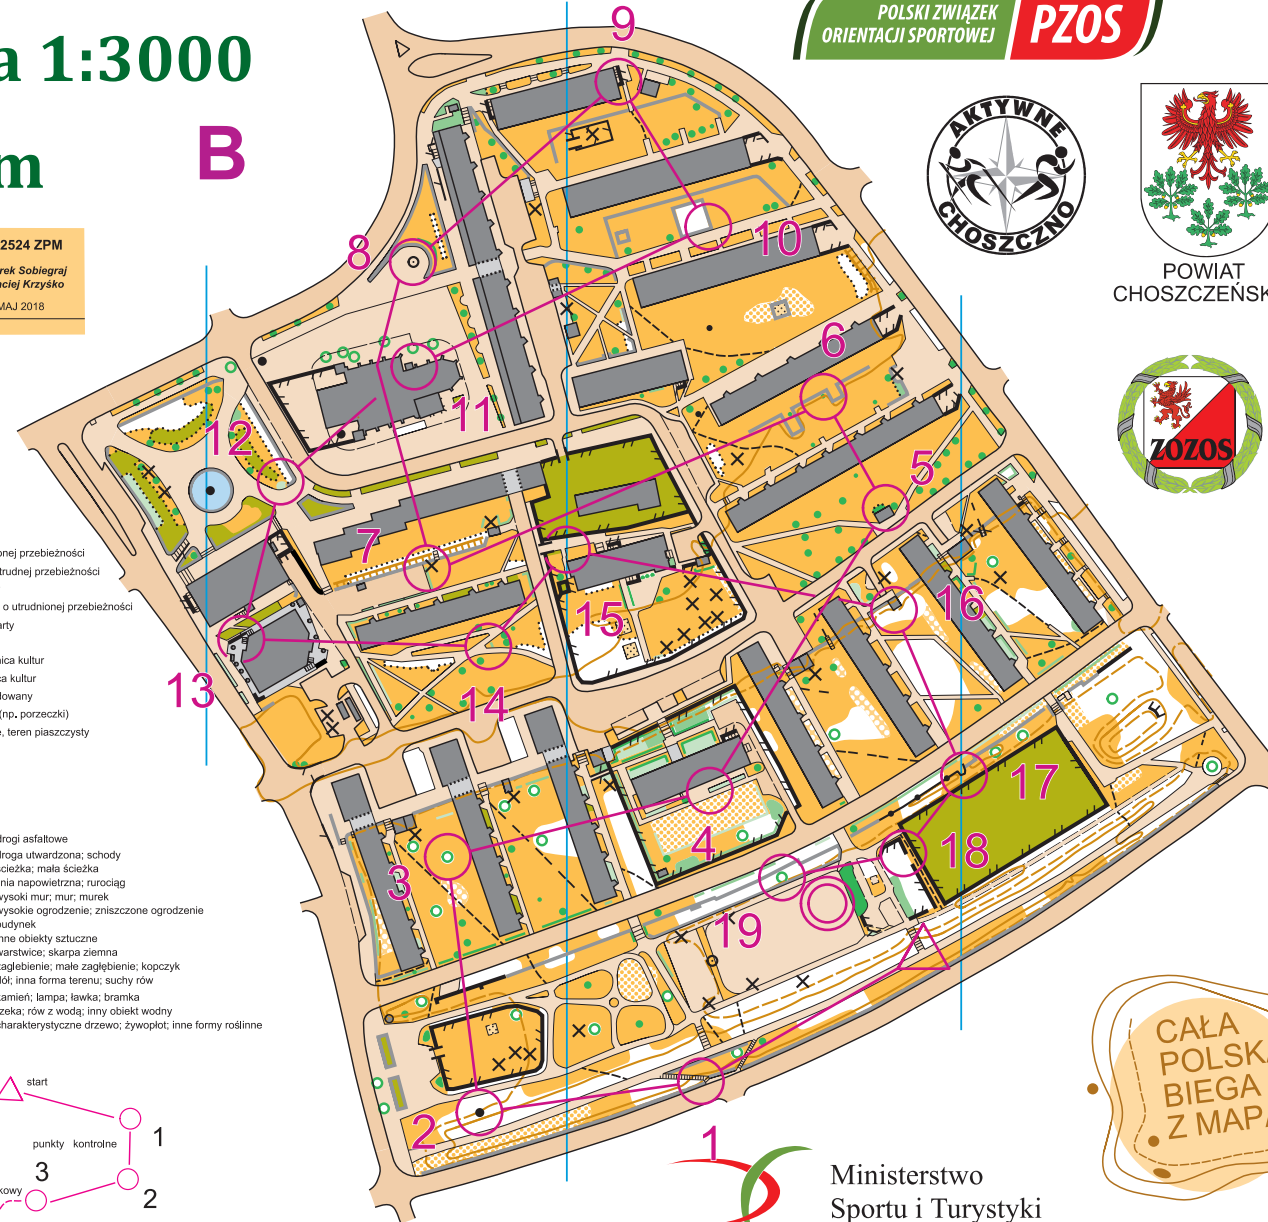 a 1:3000
m
B
2524 ZPM
rek Sobiegraj
aciej Krzyśko
MAJ 2018
POLSKI ZWIĄZEK
ORIENTACJI SPORTOWEJ
PZOS
AKTYWNE
CHOSZCZNO
POWIAT
CHOSZCZEŃSK
ZOZOS
9
8
10
6
11
12
5
7
15
16
13
14
17
4
18
3
19
2
1
onej przebieżności
trudnej przebieżności
o utrudnionej przebieżności
arty
nica kultur
ca kultur
dowany
(np. porzeczki)
e, teren piaszczysty
drogi asfaltowe
droga utwardzona; schody
ścieżka; mała ścieżka
inia napowietrzna; rurociąg
wysoki mur; mur; murek
wysokie ogrodzenie; zniszczone ogrodzenie
budynek
inne obiekty sztuczne
warstwice; skarpa ziemna
zagłebienie; małe zagłębienie; kopczyk
dół; inna forma terenu; suchy rów
kamień; lampa; ławka; bramka
rzeka; rów z wodą; inny obiekt wodny
charakterystyczne drzewo; żywopłot; inne formy roślinne
start
1
punkty kontrolne
3
2
kowy
CAŁA
POLSKA
BIEGA
Z MAPĄ
Ministerstwo
Sportu i Turystyki